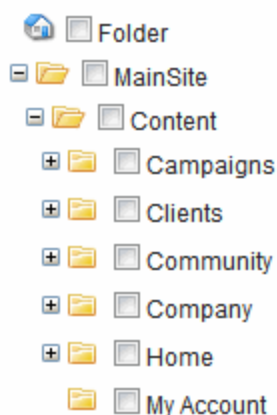 Folder
MainSite
Content
Campaigns
Clients
Community
Company
Home
My Account